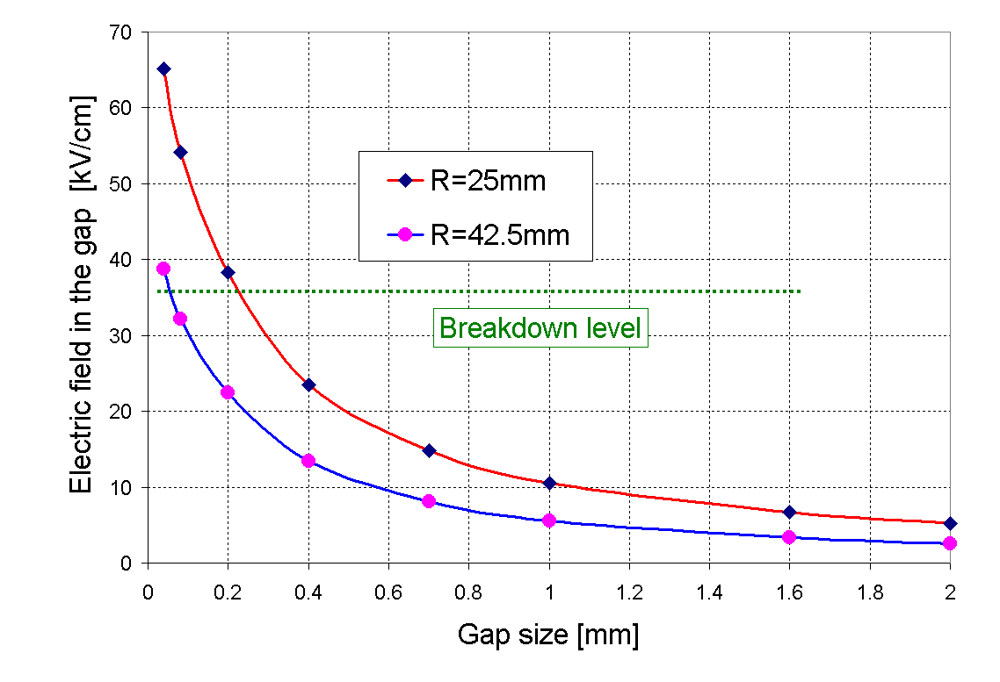 70
60
50
40
30
20
10
0
Electric field in the gap [kV/cm]
R=25mm
R=42.5mm
Breakdown level
0 0.2 0.4 0.6 0.8 1 1.2 1.4 1.6 1.8 2
Gap size [mm]